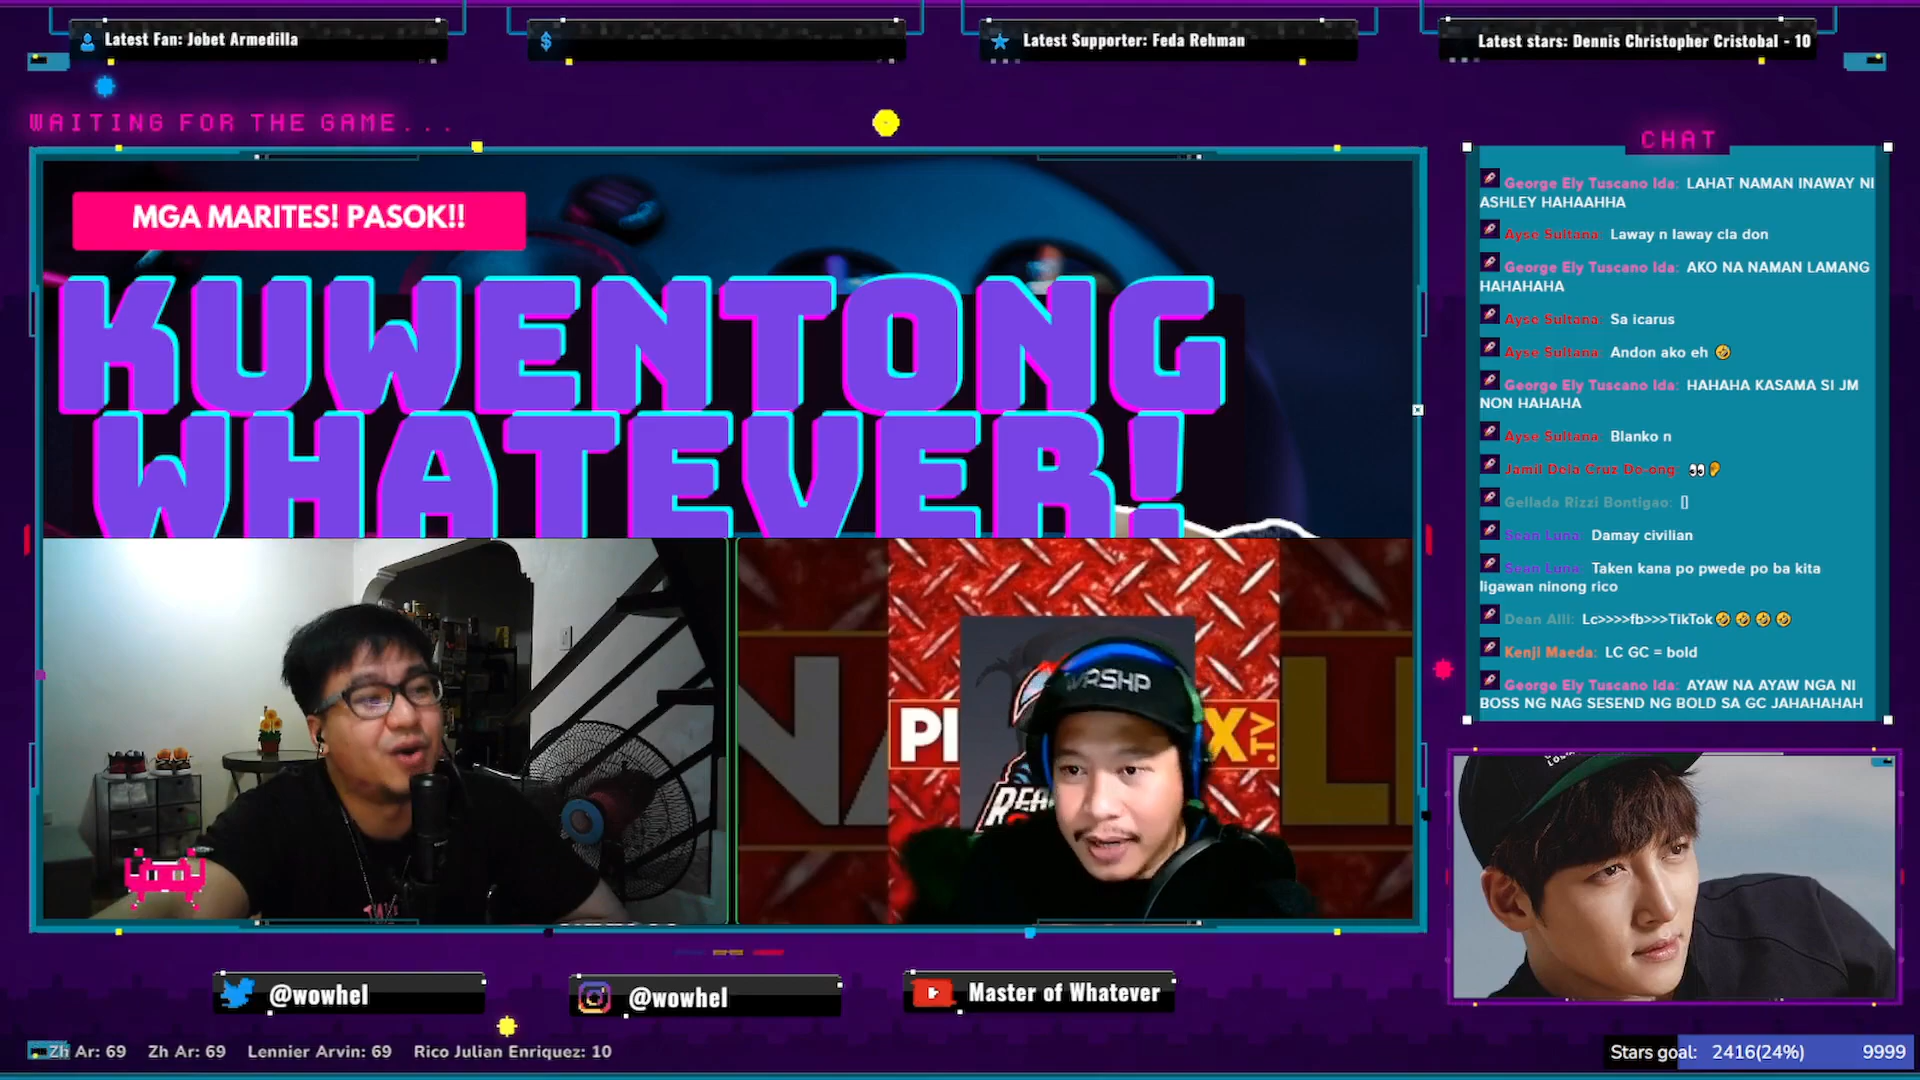 Latest Fan: Jobet Armedilla
$
Latest Supporter: Feda Rehman
Latest stars: Dennis Christopher Cristobal - 10
WAITING FOR THE GAME...
MGA MARITES! PASOK!!
KUWENTONG
WHATEVER!
WRSHP
PI
X
.TV
CHAT
George Ely Tuscano Ida: LAHAT NAMAN INAWAY NI
ASHLEY HAHAAHHA
Ayse Sultana: Laway n laway cla don
George Ely Tuscano Ida: AKO NA NAMAN LAMANG
HAHAHAHA
Ayse Sultana: Sa icarus
Ayse Sultana: Andon ako eh 🤣
George Ely Tuscano Ida: HAHAHA KASAMA SI JM
NON HAHAHA
Ayse Sultana: Blanko n
Jamil Dela Cruz Do-ong: 👀👂
Gellada Rizzi Bontigao: []
Sean Luna: Damay civilian
Sean Luna: Taken kana po pwede po ba kita
ligawan ninong rico
Dean Alli: Lc>>>>fb>>>TikTok🤣🤣🤣🤣
Kenji Maeda: LC GC = bold
George Ely Tuscano Ida: AYAW NA AYAW NGA NI
BOSS NG NAG SESEND NG BOLD SA GC JAHAHAHAH
@wowhel
@wowhel
Master of Whatever
Zh Ar: 69 Zh Ar: 69 Lennier Arvin: 69 Rico Julian Enriquez: 10
Stars goal: 2416(24%) 9999